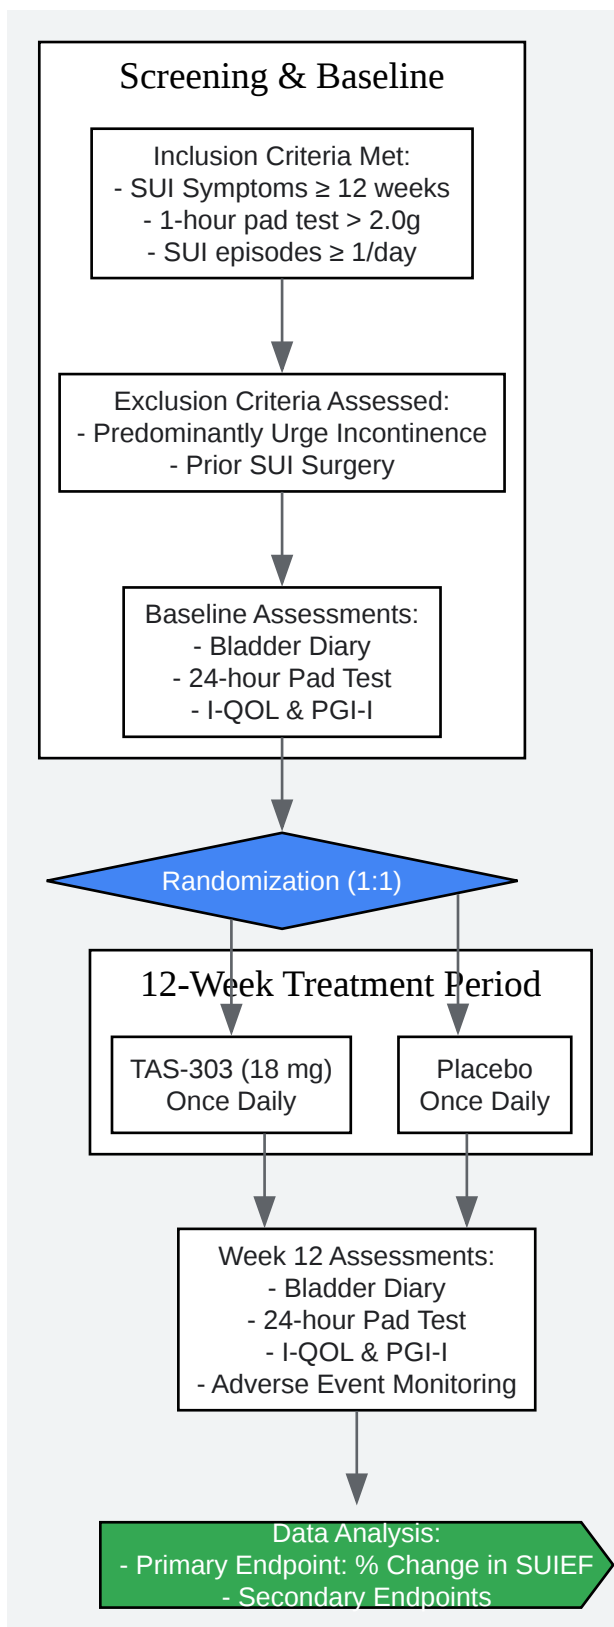 Screening & Baseline
Inclusion Criteria Met:
- SUI Symptoms ≥ 12 weeks
- 1-hour pad test > 2.0g
- SUI episodes ≥ 1/day
Exclusion Criteria Assessed:
- Predominantly Urge Incontinence
- Prior SUI Surgery
Baseline Assessments:
- Bladder Diary
- 24-hour Pad Test
- I-QOL & PGI-I
Randomization (1:1)
12-Week Treatment Period
TAS-303 (18 mg)
Once Daily
Placebo
Once Daily
Week 12 Assessments:
- Bladder Diary
- 24-hour Pad Test
- I-QOL & PGI-I
- Adverse Event Monitoring
Data Analysis:
- Primary Endpoint: % Change in SUIEF
- Secondary Endpoints